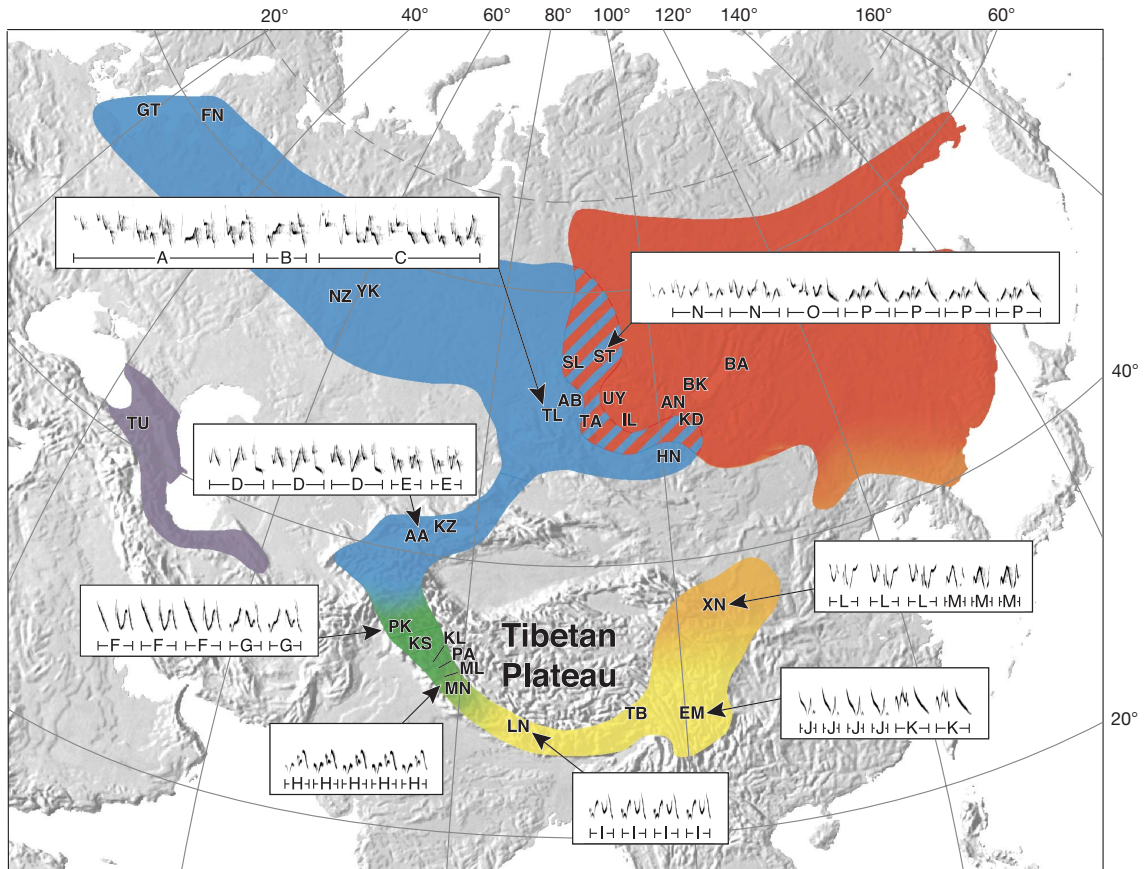 20° 40° 60° 80° 100° 120° 140° 160° 60°
GT FN
A B C
NZ YK
N N O P P P P
SL ST
BA
40°
TL AB UY BK
AN
TA IL KD
TU
HN
D D D E E
AA KZ
L L L M M M
XN
F F F G G
PK KS KL
PA
ML
MN
Tibetan
Plateau
LN TB EM
J J J J K K
20°
H H H H H
I I I I